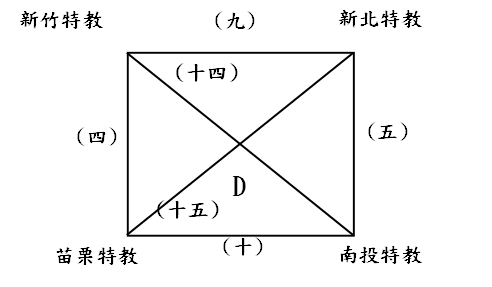 新竹特教 （九） 新北特教
（十四）
（四） （五）
D
（十五）
（十）
苗栗特教 南投特教